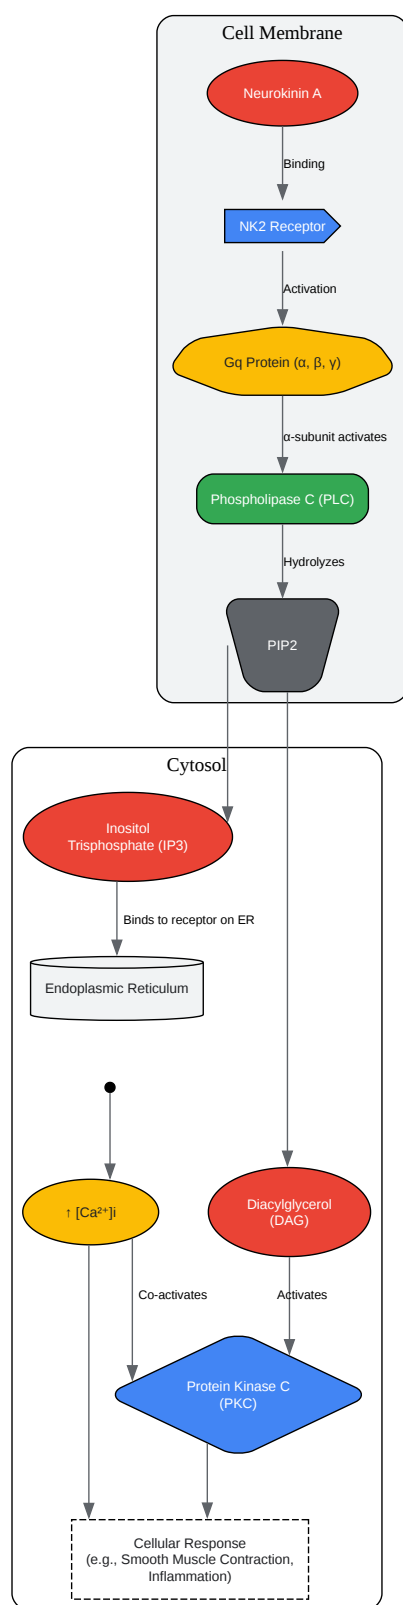 Cell Membrane
Neurokinin A
Binding
NK2 Receptor
Activation
Gq Protein (α, β, γ)
α-subunit activates
Phospholipase C (PLC)
Hydrolyzes
PIP2
Cytosol
Inositol
Trisphosphate (IP3)
Binds to receptor on ER
Endoplasmic Reticulum
↑ [Ca²⁺]i
Diacylglycerol
(DAG)
Co-activates
Activates
Protein Kinase C
(PKC)
Cellular Response
(e.g., Smooth Muscle Contraction,
Inflammation)